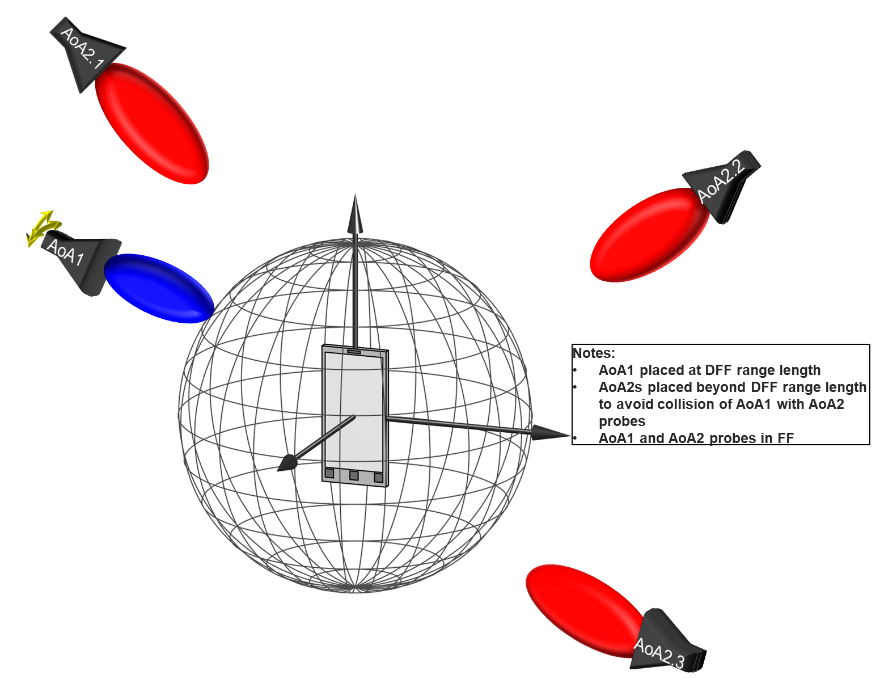 AoA2.1
AoA2.2
AoA1
Notes:
• AoA1 placed at DFF range length
• AoA2s placed beyond DFF range length
to avoid collision of AoA1 with AoA2
probes
• AoA1 and AoA2 probes in FF
AoA2.3